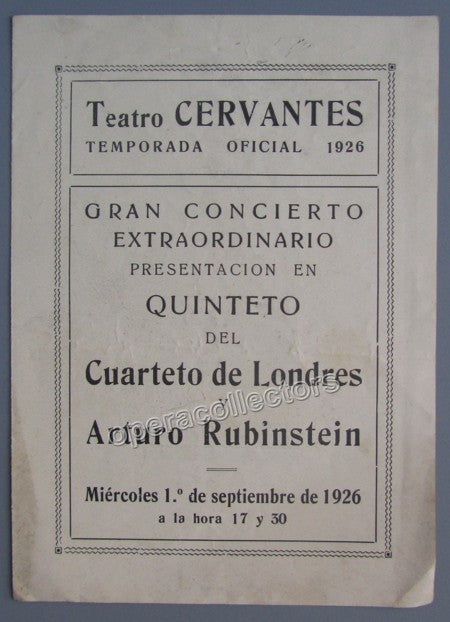 Teatro CERVANTES
TEMPORADA OFICIAL 1926
GRAN CONCIERTO
EXTRAORDINARIO
PRESENTACION EN
QUINTETO
DEL
Cuarteto de Londres
Y
operacollectors
Arturo Rubinstein
Miércoles 1.º de septiembre de 1926
a la hora 17 y 30